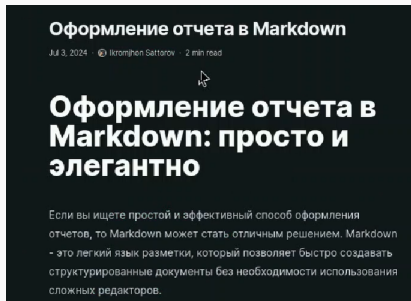 Оформление отчета в Markdown
Jul 3, 2024 · Ikromjhon Sattorov · 2 min read
Оформление отчета в
Markdown: просто и
элегантно
Если вы ищете простой и эффективный способ оформления
отчетов, то Markdown может стать отличным решением. Markdown
- это легкий язык разметки, который позволяет быстро создавать
структурированные документы без необходимости использования
сложных редакторов.